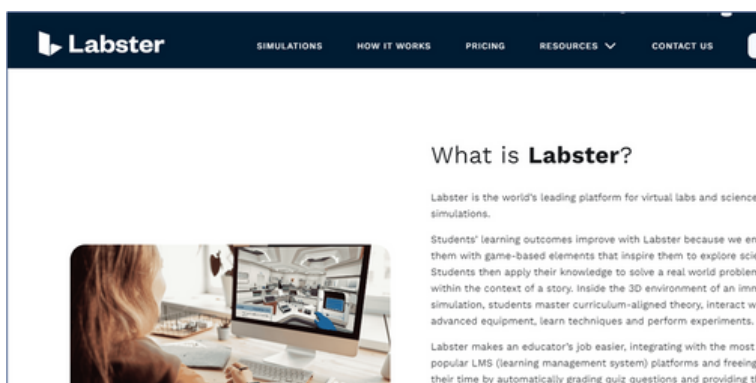 Labster
SIMULATIONS HOW IT WORKS PRICING RESOURCES CONTACT US
What is Labster?
Labster is the world's leading platform for virtual labs and science
simulations.
Students' learning outcomes improve with Labster because we en
them with game-based elements that inspire them to explore scie
Students then apply their knowledge to solve a real world problem
within the context of a story. Inside the 3D environment of an imm
simulation, students master curriculum-aligned theory, interact w
advanced equipment, learn techniques and perform experiments.
Labster makes an educator's job easier, integrating with the most
popular LMS (learning management system) platforms and freeing
their time by automatically grading quiz questions and providing